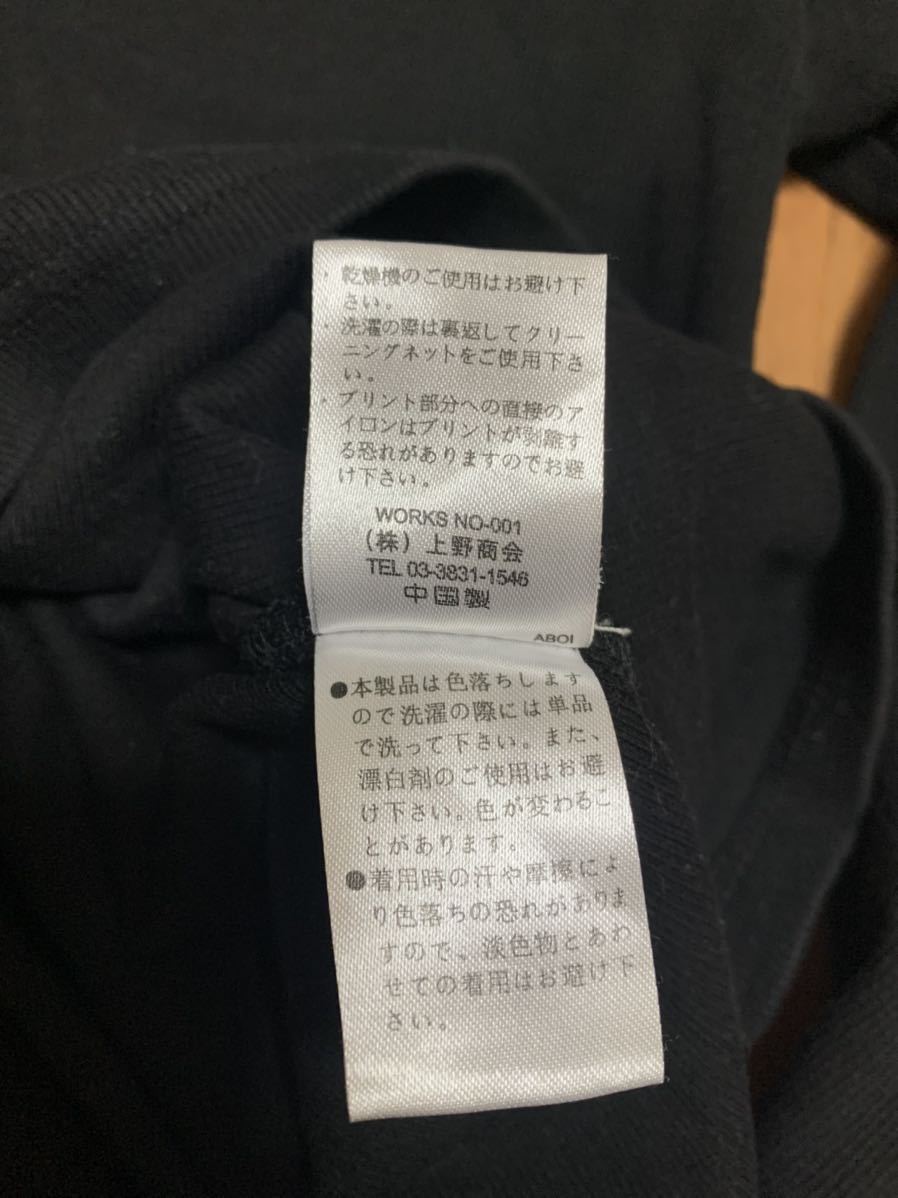 ・乾燥機のご使用はお避け下
さい。
・洗濯の際は裏返してクリー
ニングネットをご使用下さ
い。
・プリント部分への直接のア
イロンはプリントが剥離す
る恐れがありますのでお避
け下さい。
WORKS NO-001
(株)上野商会
TEL 03-3831-1546
中国製
ABOI
●本製品は色落ちします
ので洗濯の際には単品
で洗って下さい。また、
漂白剤のご使用はお避
け下さい。色が変わるこ
とがあります。
●着用時の汗や摩擦によ
り色落ちの恐れがありま
すので、淡色物とあわ
せての着用はお避け下
さい。